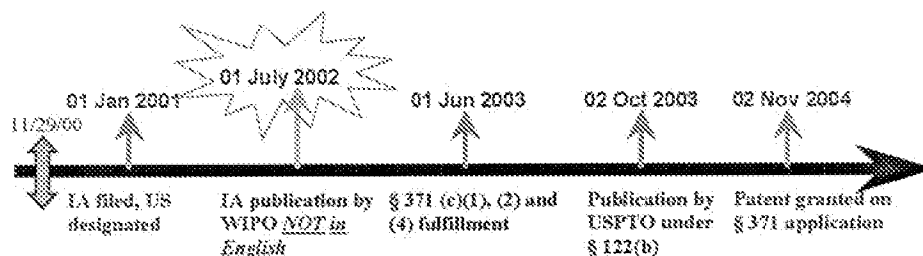 01 July 2002
01 Jan 2001
01 Jun 2003
02 Oct 2003
02 Nov 2004
11/29/00
IA filed, US
designated
IA publication by
WIPO NOT in
English
§ 371 (c)(1), (2) and
(4) fulfillment
Publication by
USPTO under
§ 122(b)
Patent granted on
§ 371 application